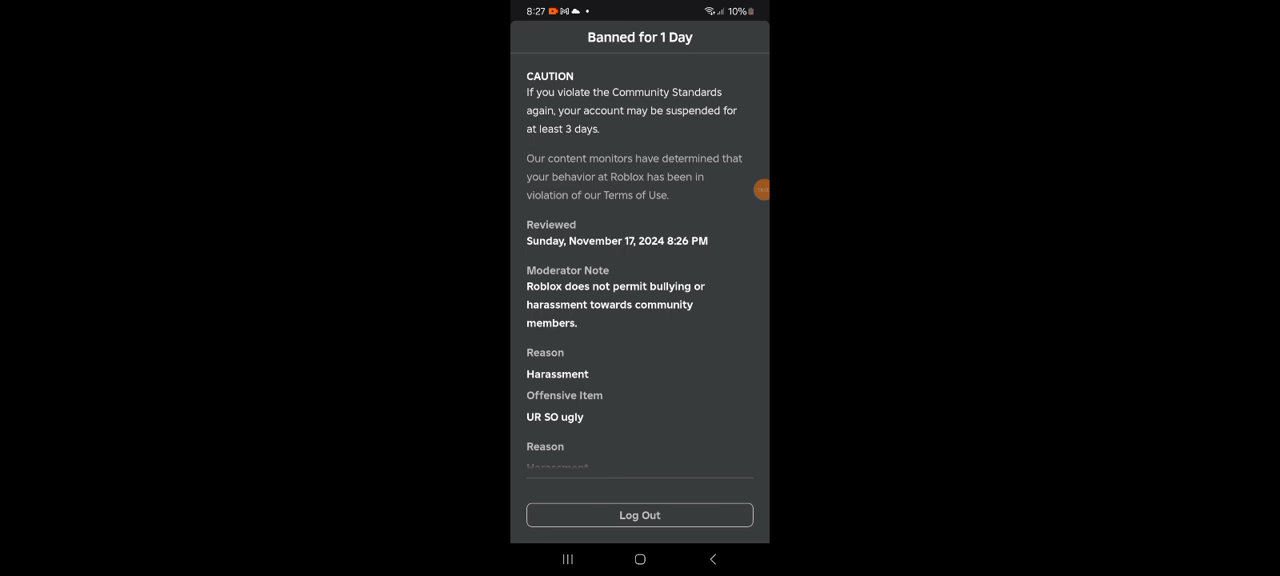 8:27 10%
Banned for 1 Day
CAUTION
If you violate the Community Standards
again, your account may be suspended for
at least 3 days.
Our content monitors have determined that
your behavior at Roblox has been in
violation of our Terms of Use.
Reviewed
Sunday, November 17, 2024 8:26 PM
Moderator Note
Roblox does not permit bullying or
harassment towards community
members.
Reason
Harassment
Offensive Item
UR SO ugly
Reason
Harassment
Log Out